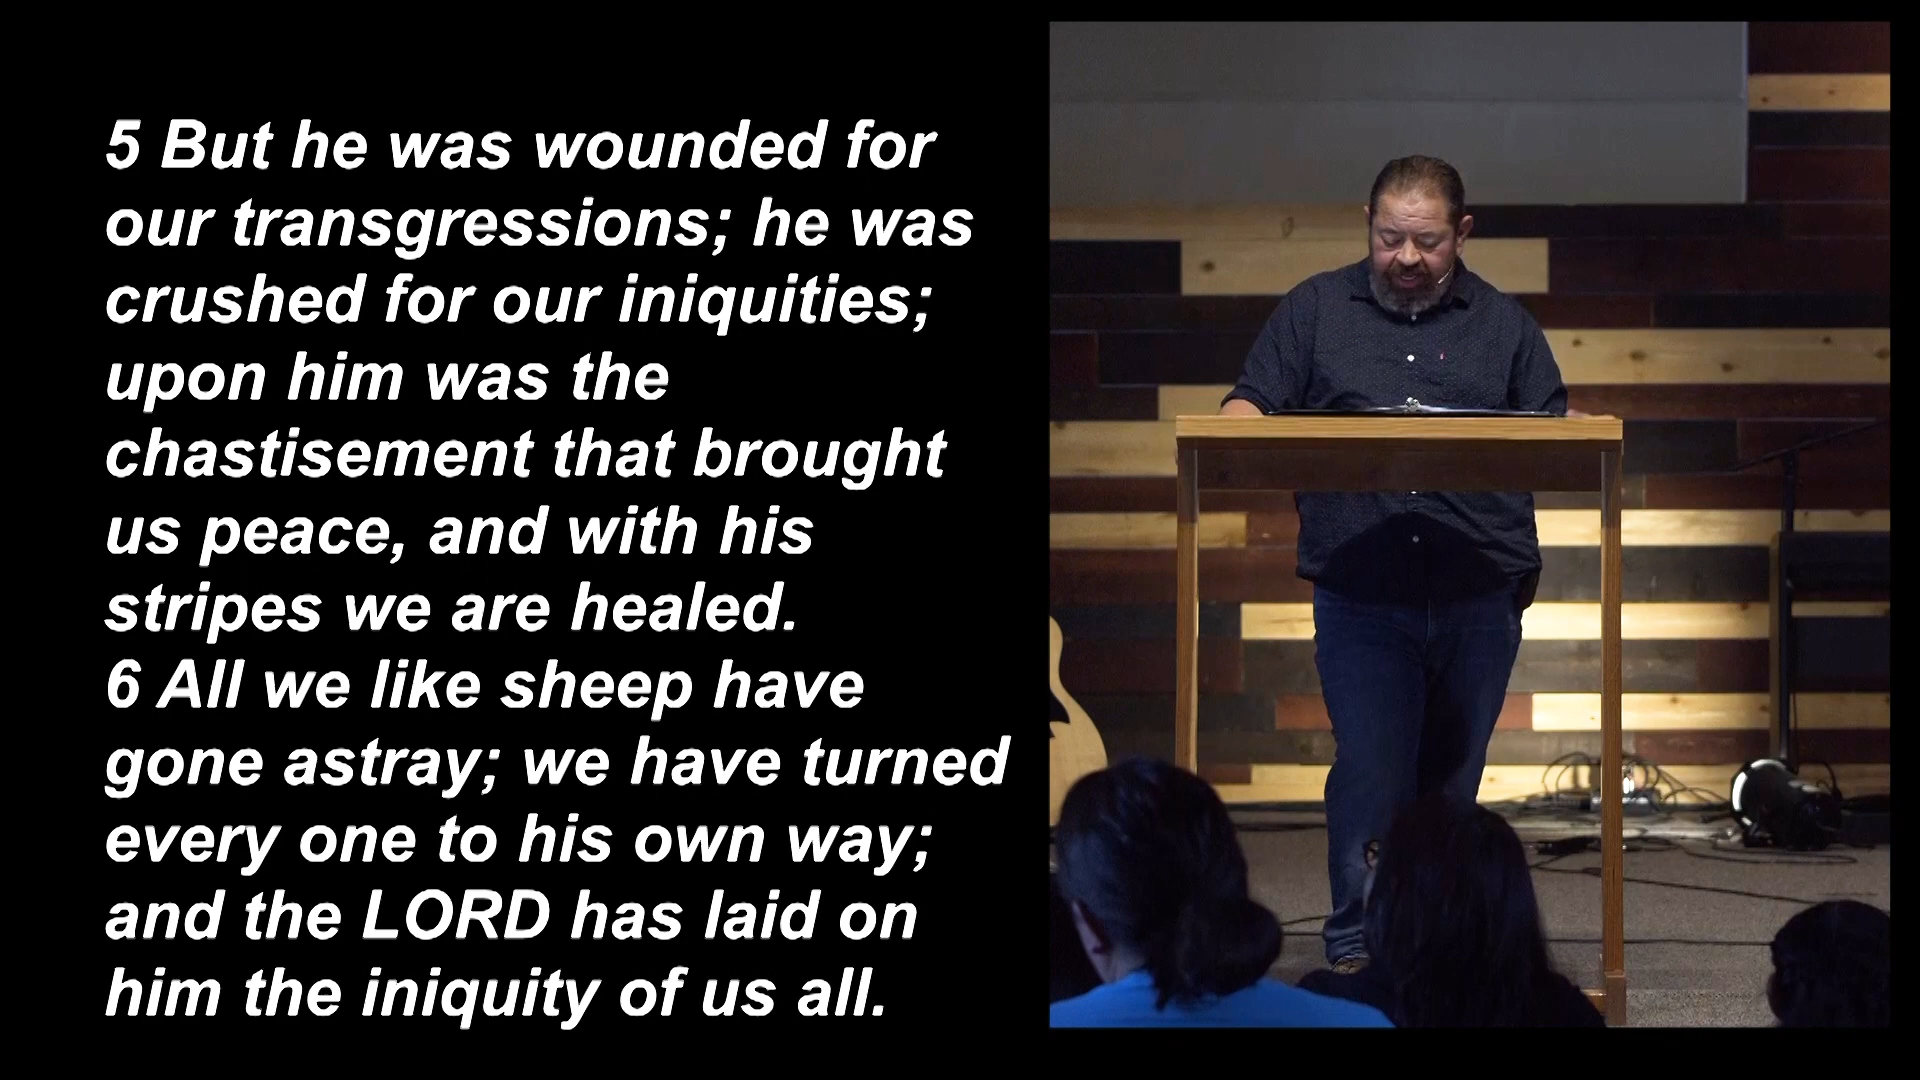 5 But he was wounded for
our transgressions; he was
crushed for our iniquities;
upon him was the
chastisement that brought
us peace, and with his
stripes we are healed.
6 All we like sheep have
gone astray; we have turned
every one to his own way;
and the LORD has laid on
him the iniquity of us all.